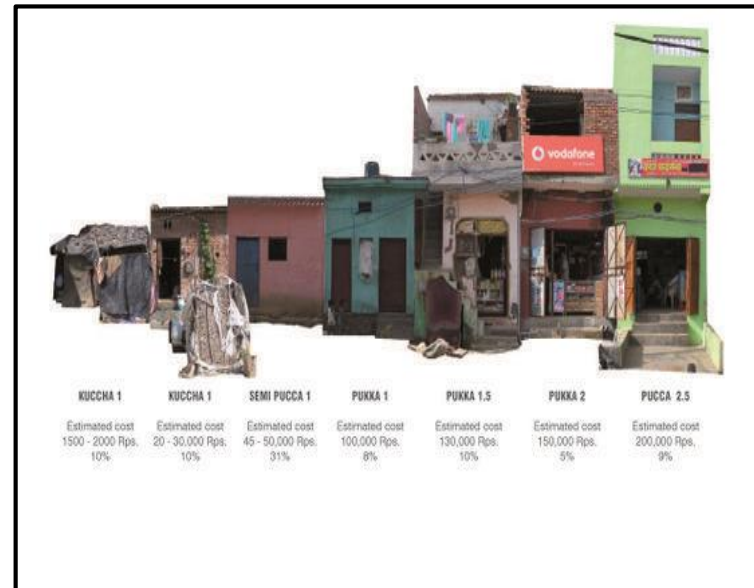 vodafone
KUCCHA 1
Estimated cost
1500 - 2000 Rps.
10%
KUCCHA 1
Estimated cost
20 - 30,000 Rps.
10%
SEMI PUCCA 1
Estimated cost
45 - 50,000 Rps.
31%
PUKKA 1
Estimated cost
100,000 Rps.
8%
PUKKA 1.5
Estimated cost
130,000 Rps.
10%
PUKKA 2
Estimated cost
150,000 Rps.
5%
PUCCA 2.5
Estimated cost
200,000 Rps.
9%